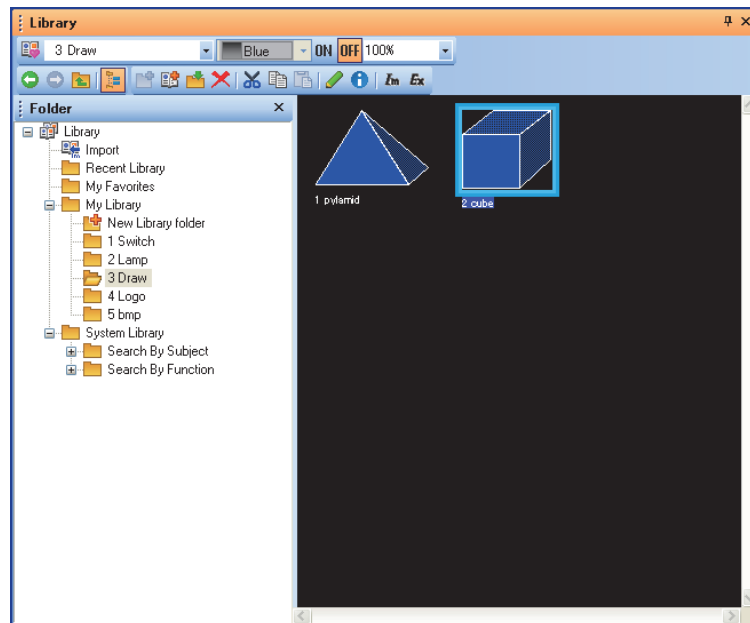 Library
3 Draw Blue ON OFF 100%
Im Ex
Folder
Library
Import
Recent Library
My Favorites
My Library
New Library folder
1 Switch
2 Lamp
3 Draw
4 Logo
5 bmp
System Library
Search By Subject
Search By Function
1 pylamid
2 cube